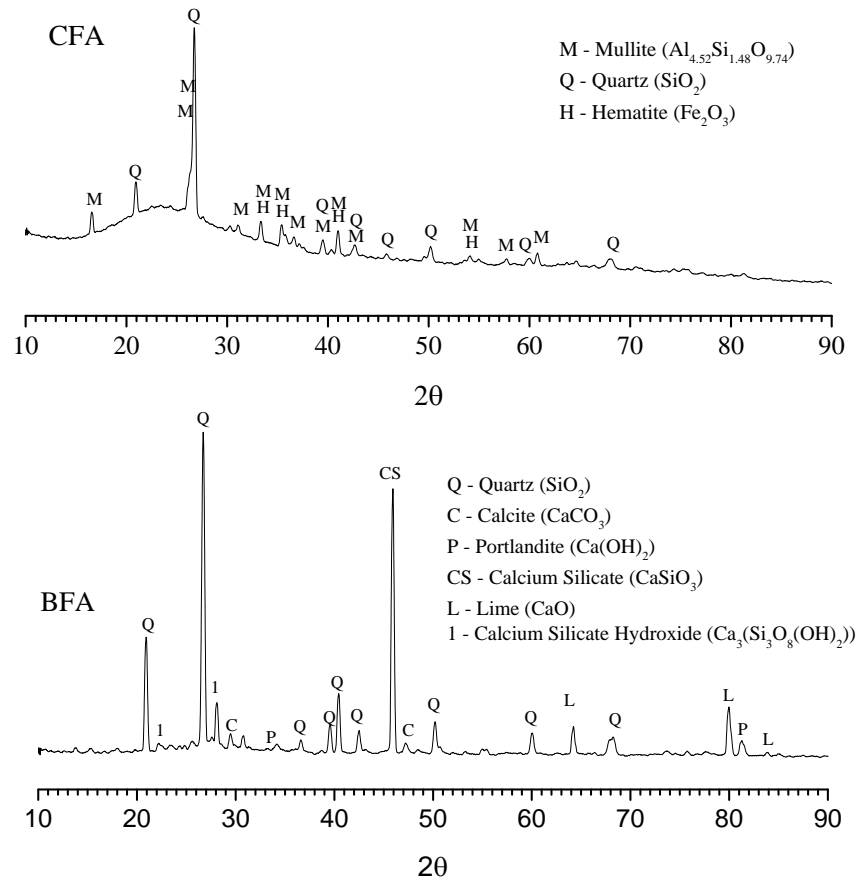 CFA
M - Mullite (Al₄.₅₂Si₁.₄₈O₉.₇₄)
Q - Quartz (SiO₂)
H - Hematite (Fe₂O₃)
Q
M
M
M
Q
M
M
H
M
H
M
Q
M
M
H
Q
M
Q
Q
M
H
M
Q
M
Q
10 20 30 40 50 60 70 80 90
2θ
BFA
Q - Quartz (SiO₂)
C - Calcite (CaCO₃)
P - Portlandite (Ca(OH)₂)
CS - Calcium Silicate (CaSiO₃)
L - Lime (CaO)
1 - Calcium Silicate Hydroxide (Ca₃(Si₃O₈(OH)₂))
Q
1
Q
1
C
P
Q
Q
Q
Q
CS
C
Q
Q
L
Q
L
P
L
10 20 30 40 50 60 70 80 90
2θ